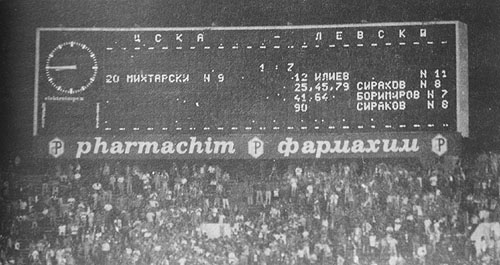 ЦСКА - ЛЕВСКИ
1 : 7
20 МИХТАРСКИ N 9
12 ИЛИЕВ N 11
25,45,79 СИРАКОВ N 8
41,64 БОРИМИРОВ N 7
90 СИРАКОВ N 8
pharmachim фармахим